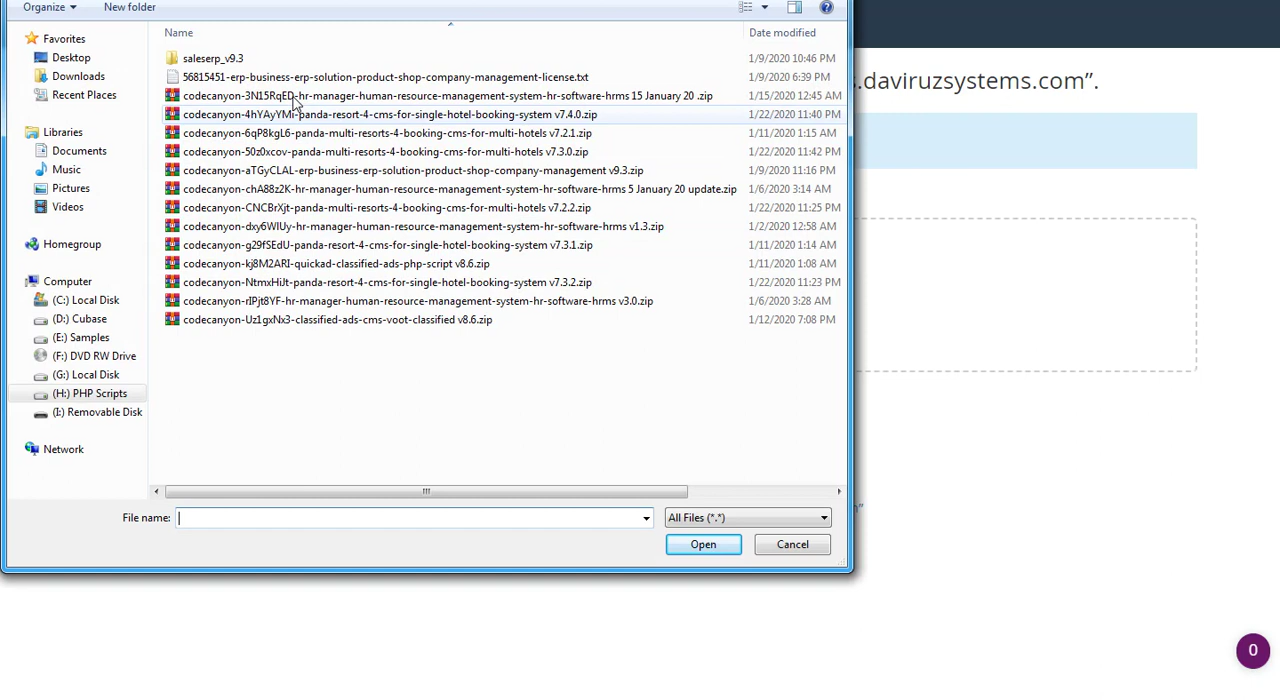 Organize
New folder
s.daviruzsystems.com”.
Name
Date modified
Favorites
Desktop
Downloads
Recent Places
Libraries
Documents
Music
Pictures
Videos
Homegroup
Computer
(C:) Local Disk
(D:) Cubase
(E:) Samples
(F:) DVD RW Drive
(G:) Local Disk
(H:) PHP Scripts
(I:) Removable Disk
Network
saleserp_v9.3 1/9/2020 10:46 PM
56815451-erp-business-erp-solution-product-shop-company-management-license.txt 1/9/2020 6:39 PM
codecanyon-3N15RqED-hr-manager-human-resource-management-system-hr-software-hrms 15 January 20 .zip 1/15/2020 12:45 AM
codecanyon-4hYAyYMi-panda-resort-4-cms-for-single-hotel-booking-system v7.4.0.zip 1/22/2020 11:40 PM
codecanyon-6qP8kgL6-panda-multi-resorts-4-booking-cms-for-multi-hotels v7.2.1.zip 1/11/2020 1:15 AM
codecanyon-50z0xcov-panda-multi-resorts-4-booking-cms-for-multi-hotels v7.3.0.zip 1/22/2020 11:42 PM
codecanyon-aTGyCLAL-erp-business-erp-solution-product-shop-company-management v9.3.zip 1/9/2020 11:16 PM
codecanyon-chA88z2K-hr-manager-human-resource-management-system-hr-software-hrms 5 January 20 update.zip 1/6/2020 3:14 AM
codecanyon-CNCBrXjt-panda-multi-resorts-4-booking-cms-for-multi-hotels v7.2.2.zip 1/22/2020 11:25 PM
codecanyon-dxy6WlUy-hr-manager-human-resource-management-system-hr-software-hrms v1.3.zip 1/2/2020 12:58 AM
codecanyon-g29fSEdU-panda-resort-4-cms-for-single-hotel-booking-system v7.3.1.zip 1/11/2020 1:14 AM
codecanyon-kj8M2ARI-quickad-classified-ads-php-script v8.6.zip 1/11/2020 1:08 AM
codecanyon-NtmxHiJt-panda-resort-4-cms-for-single-hotel-booking-system v7.3.2.zip 1/22/2020 11:23 PM
codecanyon-rIPjt8YF-hr-manager-human-resource-management-system-hr-software-hrms v3.0.zip 1/6/2020 3:28 AM
codecanyon-Uz1gxNx3-classified-ads-cms-voot-classified v8.6.zip 1/12/2020 7:08 PM
File name:
All Files (*.*)
Open
Cancel
0